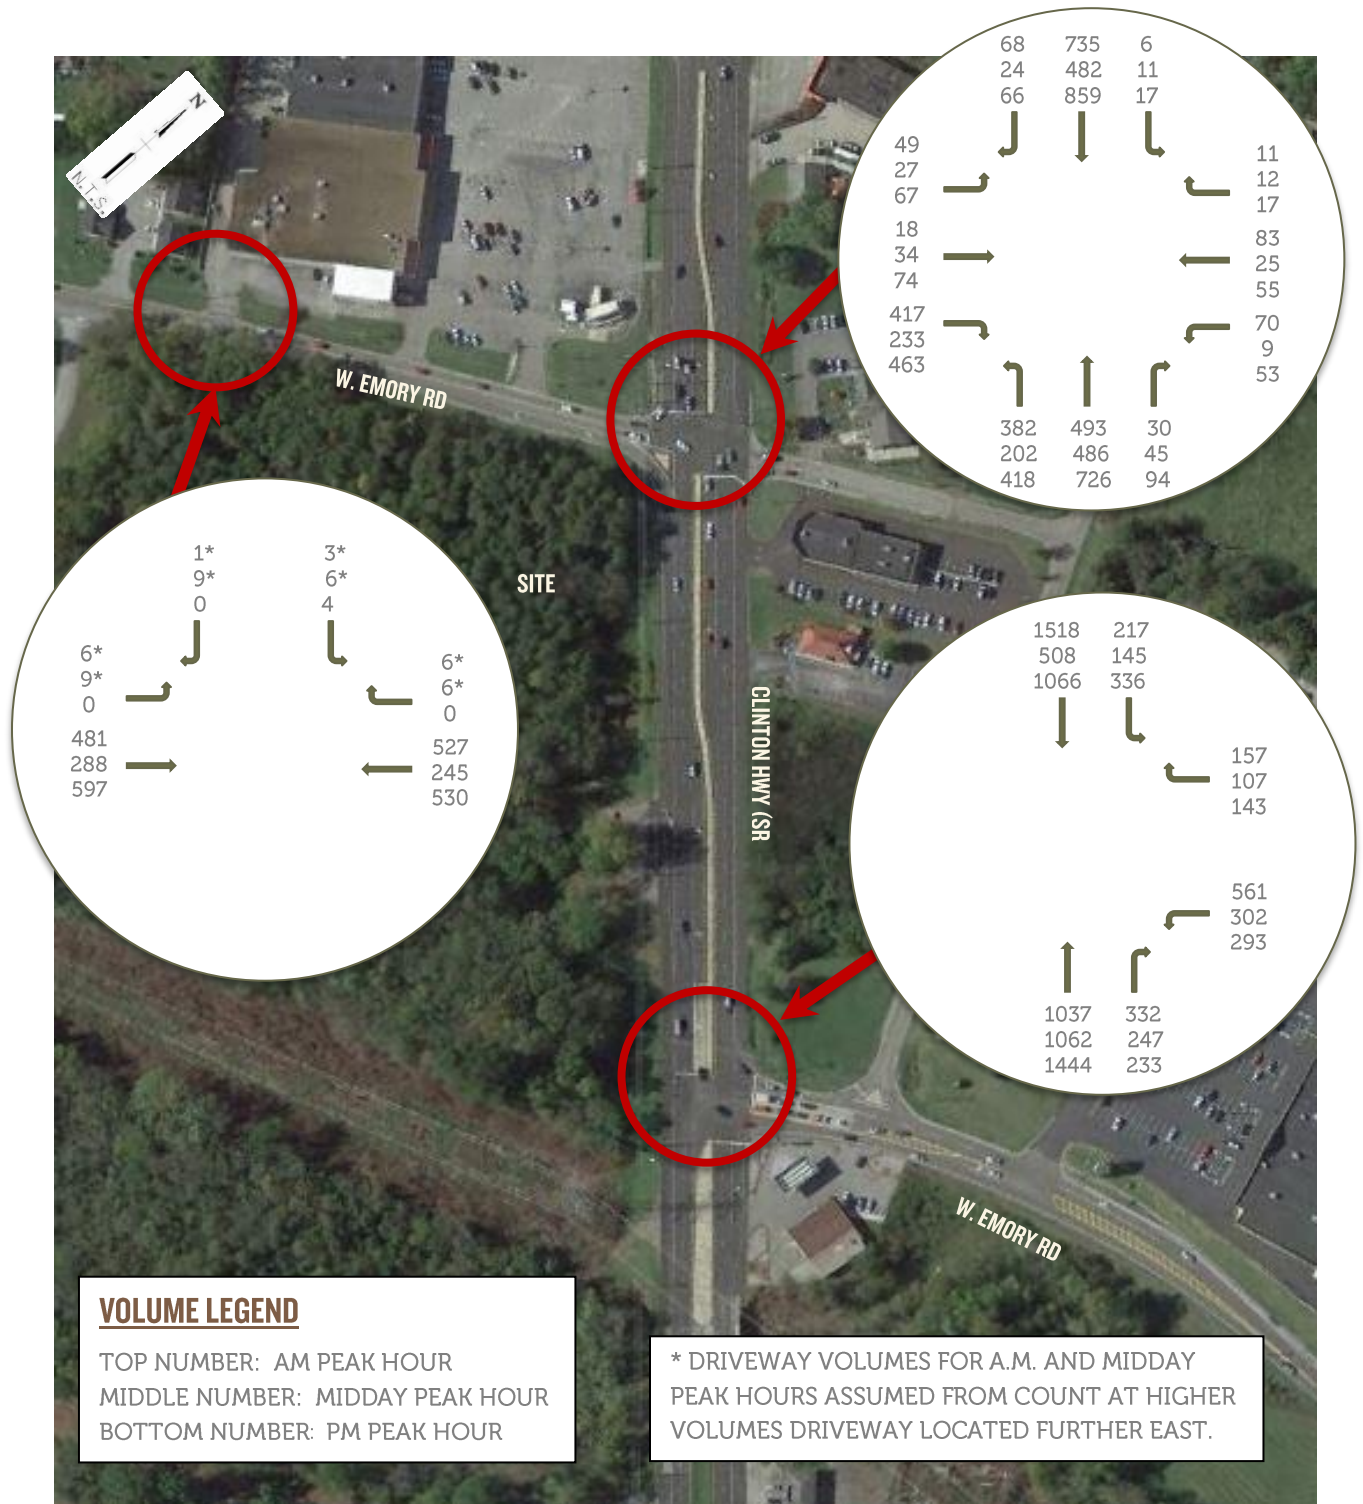 68 735 6
24 482 11
66 859 17
49
27
67
18
34
74
417
233
463
11
12
17
83
25
55
70
9
53
382 493 30
202 486 45
418 726 94
N
N.T.S.
W. EMORY RD
1* 3*
9* 6*
0 4
6*
9*
0
481
288
597
6*
6*
0
527
245
530
SITE
CLINTON HWY (SR
1518 217
508 145
1066 336
157
107
143
561
302
293
1037 332
1062 247
1444 233
W. EMORY RD
VOLUME LEGEND
TOP NUMBER: AM PEAK HOUR
MIDDLE NUMBER: MIDDAY PEAK HOUR
BOTTOM NUMBER: PM PEAK HOUR
* DRIVEWAY VOLUMES FOR A.M. AND MIDDAY
PEAK HOURS ASSUMED FROM COUNT AT HIGHER
VOLUMES DRIVEWAY LOCATED FURTHER EAST.